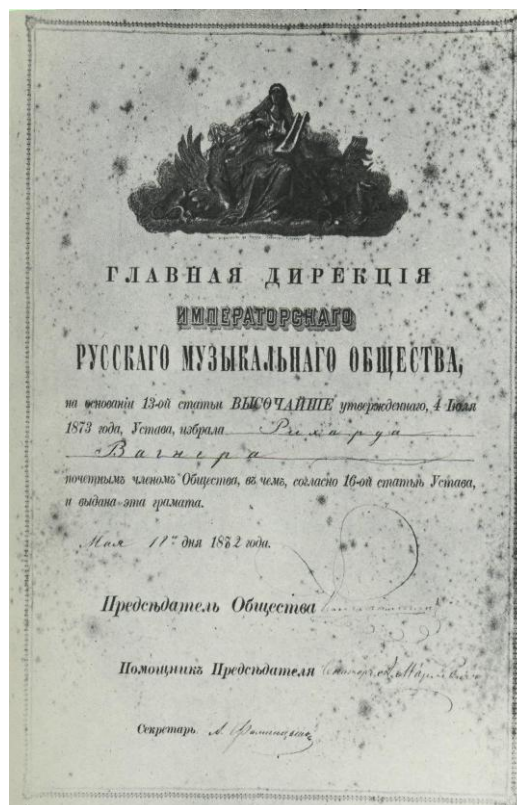 ГЛАВНАЯ ДИРЕКЦІЯ
ИМПЕРАТОРСКАГО
РУССКАГО МУЗЫКАЛЬНАГО ОБЩЕСТВА,
на основаніи 13-ой статьи ВЫСОЧАЙШЕ утвержденнаго, 4 Іюля
1873 года, Устава, избрала Рихарда
Вагнера
почетнымъ членомъ Общества, въ чемъ, согласно 16-ой статьѣ Устава,
и выдана эта грамата.
Мая дня 1882 года.
Предсѣдатель Общества
Помощникъ Предсѣдателя
Секретарь А. Фаминцынъ